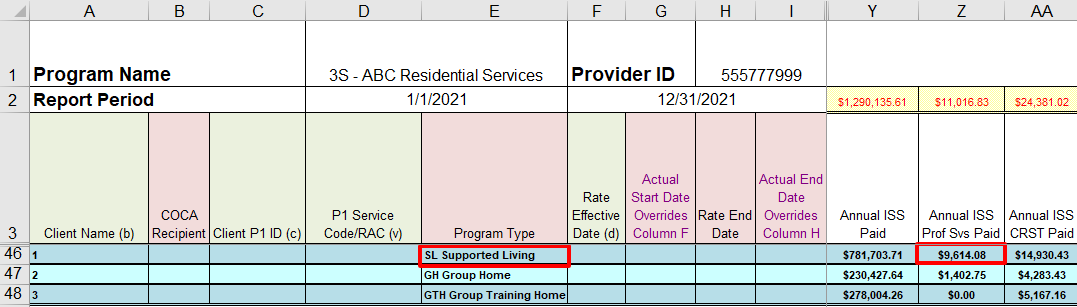 A B C D E F G H I Y Z AA
1 Program Name 3S - ABC Residential Services Provider ID 555777999
2 Report Period 1/1/2021 12/31/2021 $1,290,135.61 $11,016.83 $24,381.02
Actual Actual End
Rate Start Date Date
COCA P1 Service Effective Overrides Rate End Overrides Annual ISS Annual ISS Annual ISS
3 Client Name (b) Recipient Client P1 ID (c) Code/RAC (v) Program Type Date (d) Column F Date Column H Paid Prof Svs Paid CRST Paid
46 1 SL Supported Living $781,703.71 $9,614.08 $14,930.43
47 2 GH Group Home $230,427.64 $1,402.75 $4,283.43
48 3 GTH Group Training Home $278,004.26 $0.00 $5,167.16